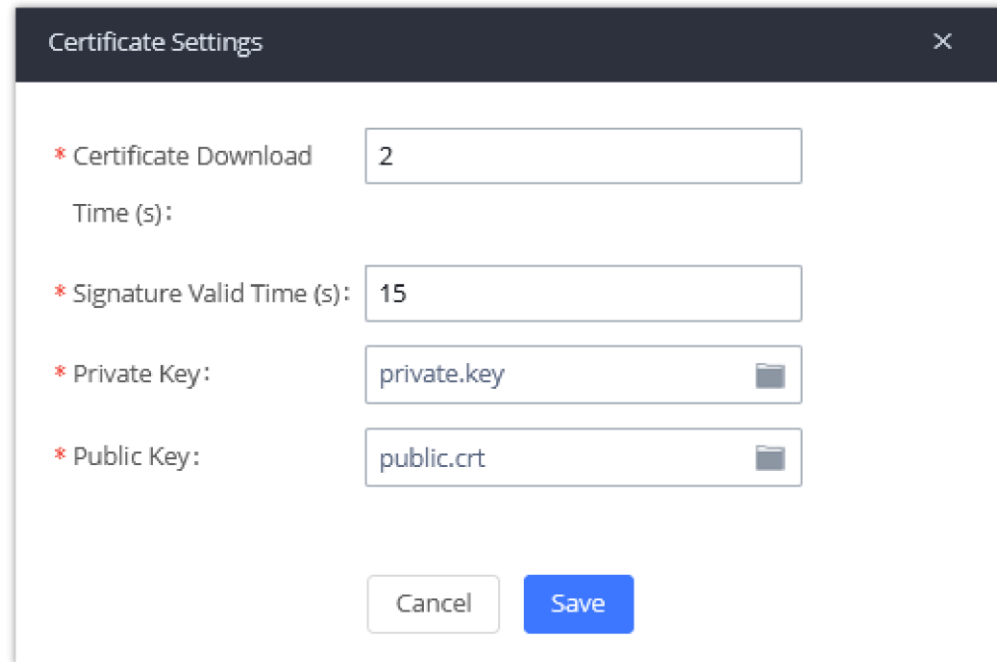 Certificate Settings
* Certificate Download
Time (s):
2
* Signature Valid Time (s):
15
* Private Key:
private.key
* Public Key:
public.crt
Cancel
Save